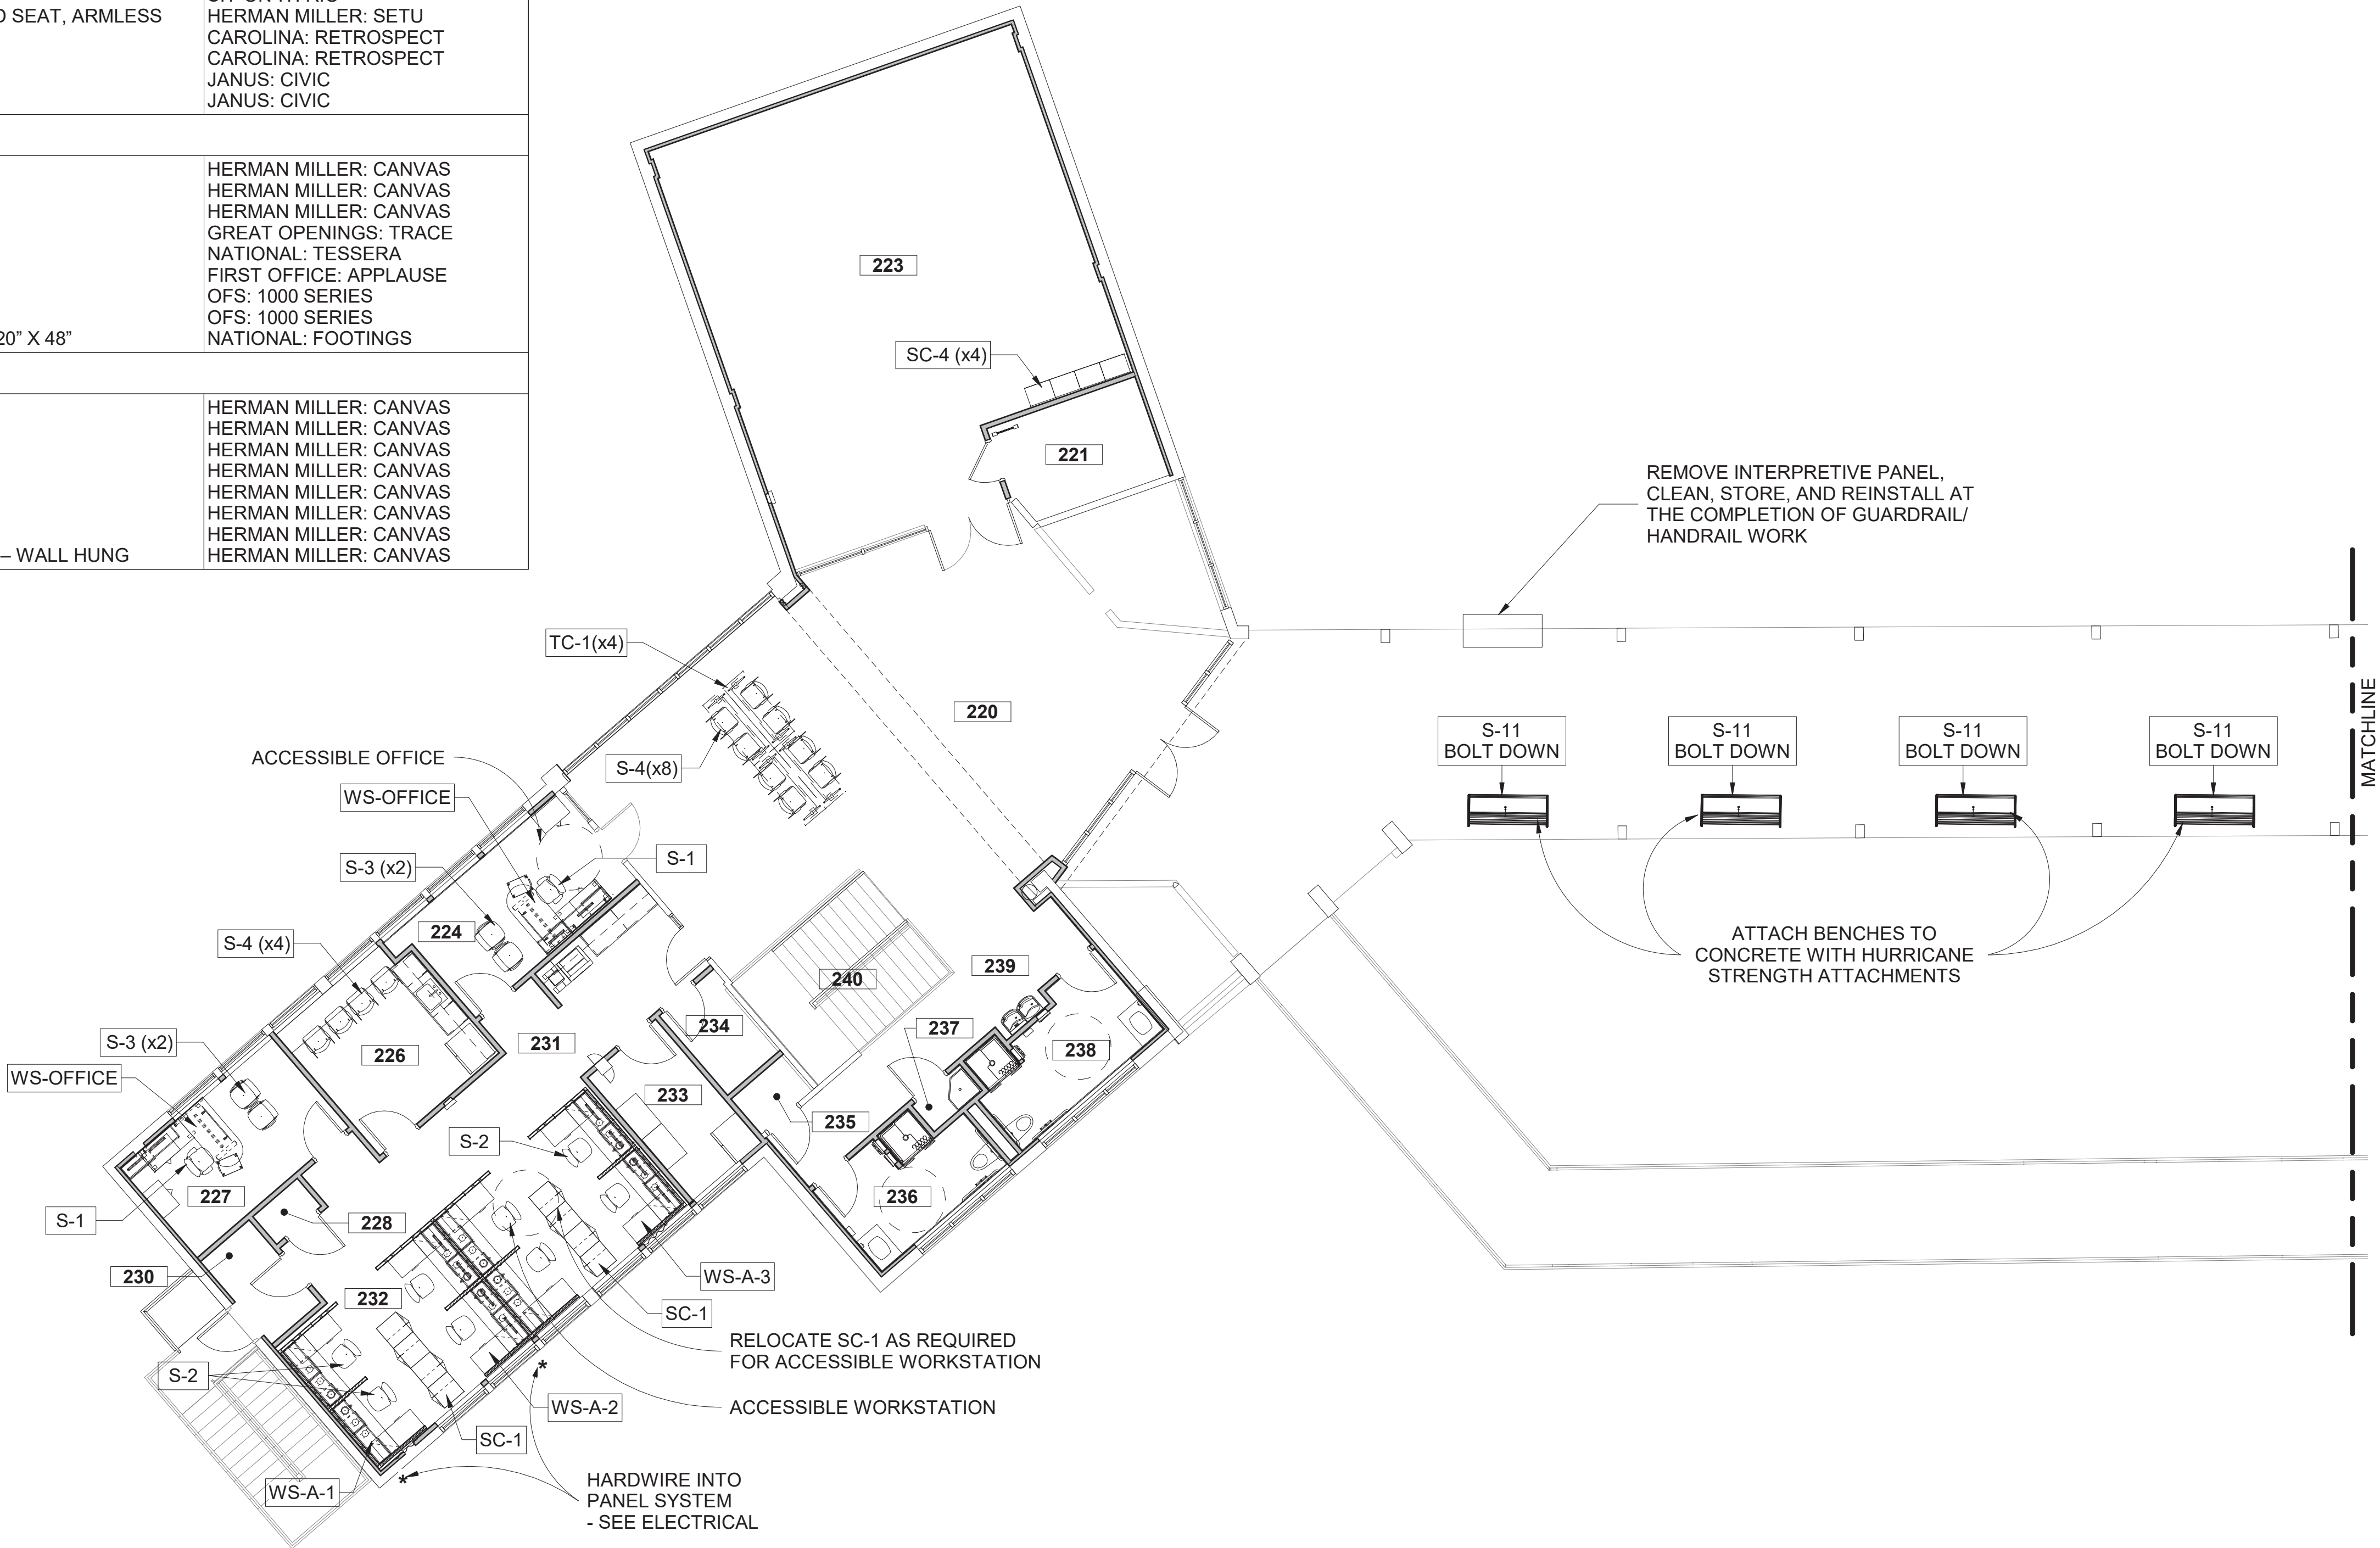 D SEAT, ARMLESS
HERMAN MILLER: SETU
CAROLINA: RETROSPECT
CAROLINA: RETROSPECT
JANUS: CIVIC
JANUS: CIVIC
HERMAN MILLER: CANVAS
HERMAN MILLER: CANVAS
HERMAN MILLER: CANVAS
GREAT OPENINGS: TRACE
NATIONAL: TESSERA
FIRST OFFICE: APPLAUSE
OFS: 1000 SERIES
OFS: 1000 SERIES
20” X 48”
NATIONAL: FOOTINGS
HERMAN MILLER: CANVAS
HERMAN MILLER: CANVAS
HERMAN MILLER: CANVAS
HERMAN MILLER: CANVAS
HERMAN MILLER: CANVAS
HERMAN MILLER: CANVAS
HERMAN MILLER: CANVAS
– WALL HUNG
HERMAN MILLER: CANVAS
223
SC-4 (x4)
221
REMOVE INTERPRETIVE PANEL,
CLEAN, STORE, AND REINSTALL AT
THE COMPLETION OF GUARDRAIL/
HANDRAIL WORK
TC-1(x4)
220
MATCHLINE
S-11
BOLT DOWN
S-11
BOLT DOWN
S-11
BOLT DOWN
S-11
BOLT DOWN
ACCESSIBLE OFFICE
S-4(x8)
WS-OFFICE
S-3 (x2)
S-1
S-4 (x4)
224
ATTACH BENCHES TO
CONCRETE WITH HURRICANE
STRENGTH ATTACHMENTS
239
240
234
237
S-3 (x2)
231
226
238
WS-OFFICE
233
235
S-2
227
236
S-1
228
230
232
WS-A-3
SC-1
RELOCATE SC-1 AS REQUIRED
FOR ACCESSIBLE WORKSTATION
S-2
*
WS-A-2
ACCESSIBLE WORKSTATION
SC-1
*
WS-A-1
HARDWIRE INTO
PANEL SYSTEM
- SEE ELECTRICAL